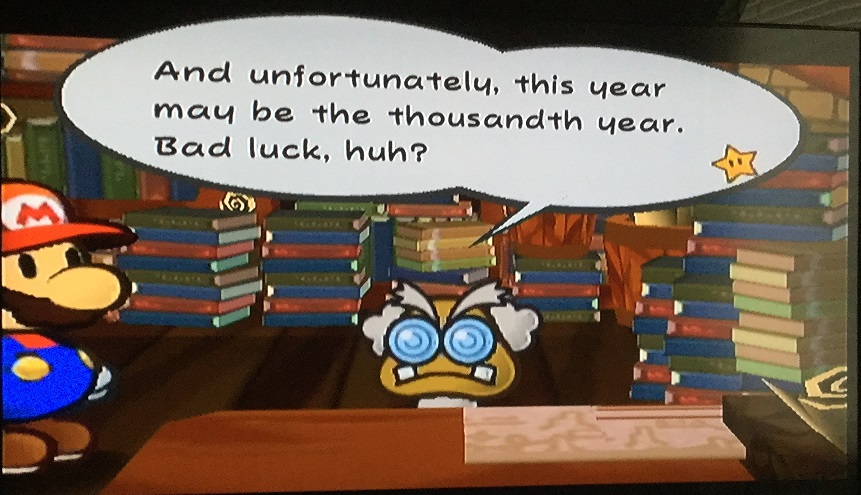 And unfortunately, this year
may be the thousandth year.
Bad luck, huh?
M